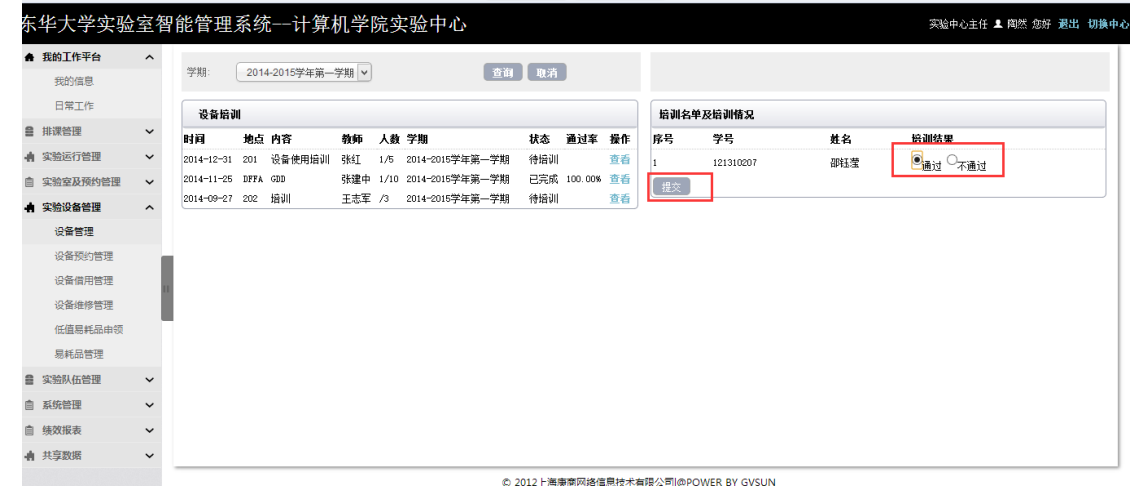 东华大学实验室智能管理系统--计算机学院实验中心
实验中心主任 陶然 您好 退出 切换中心
我的工作平台
我的信息
日常工作
排课管理
实验运行管理
实验室及预约管理
实验设备管理
设备管理
设备预约管理
设备借用管理
设备维修管理
低值易耗品申领
易耗品管理
实验队伍管理
系统管理
绩效报表
共享数据
学期: 2014-2015学年第一学期 查询 取消
设备培训
时间 地点 内容 教师 人数 学期 状态 通过率 操作
2014-12-31 201 设备使用培训 张红 1/5 2014-2015学年第一学期 待培训 查看
2014-11-25 DFFA GDD 张建中 1/10 2014-2015学年第一学期 已完成 100.00% 查看
2014-09-27 202 培训 王志军 /3 2014-2015学年第一学期 待培训 查看
培训名单及培训情况
序号 学号 姓名 培训结果
1 121310207 邵钰滢 通过 不通过
提交
© 2012上海庚商网络信息技术有限公司|@POWER BY GVSUN